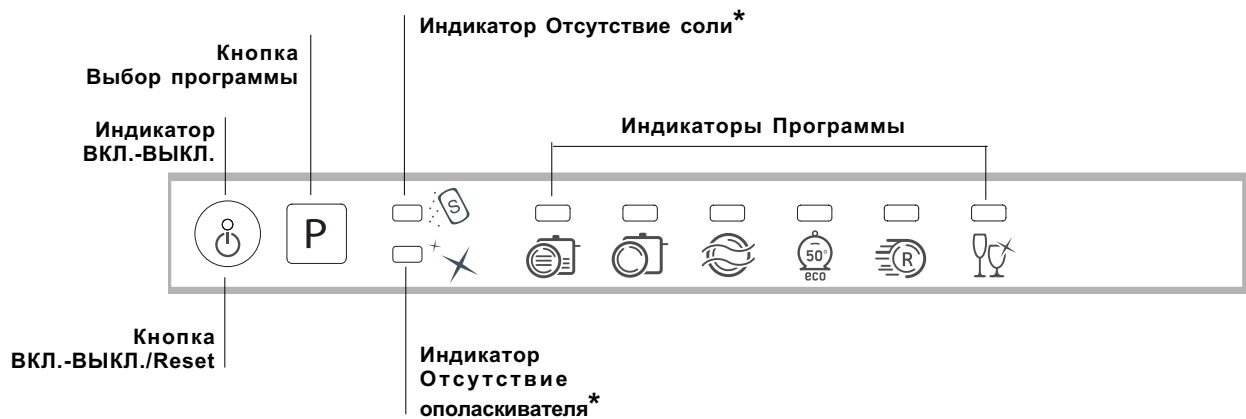 Индикатор Отсутствие соли*
Кнопка
Выбор программы
Индикатор
ВКЛ.-ВЫКЛ.
Индикаторы Программы
P
S
50°
eco
R
Кнопка
ВКЛ.-ВЫКЛ./Reset
Индикатор
Отсутствие
ополаскивателя*